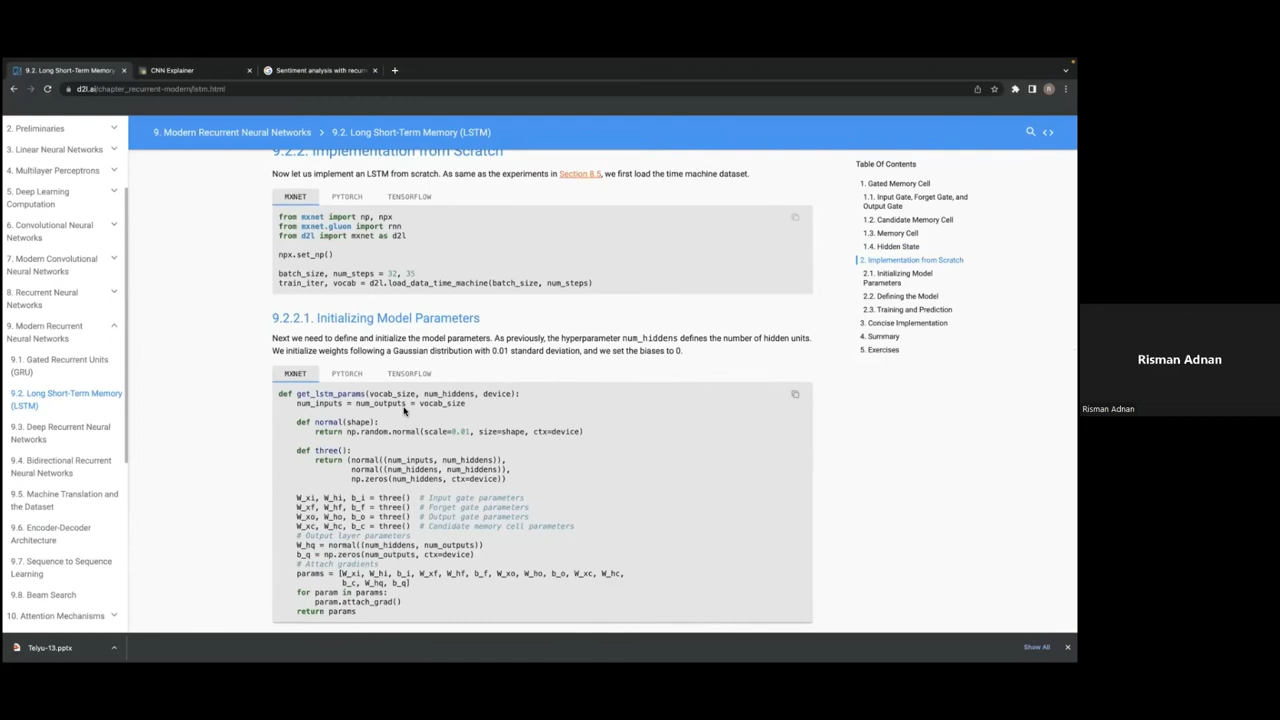 9.2. Long Short-Term Memory
CNN Explainer
Sentiment analysis with recurr
d2l.ai/chapter_recurrent-modern/lstm.html
2. Preliminaries
3. Linear Neural Networks
4. Multilayer Perceptrons
5. Deep Learning
Computation
6. Convolutional Neural
Networks
7. Modern Convolutional
Neural Networks
8. Recurrent Neural
Networks
9. Modern Recurrent
Neural Networks
9.1. Gated Recurrent Units
(GRU)
9.2. Long Short-Term Memory
(LSTM)
9.3. Deep Recurrent Neural
Networks
9.4. Bidirectional Recurrent
Neural Networks
9.5. Machine Translation and
the Dataset
9.6. Encoder-Decoder
Architecture
9.7. Sequence to Sequence
Learning
9.8. Beam Search
10. Attention Mechanisms
9. Modern Recurrent Neural Networks > 9.2. Long Short-Term Memory (LSTM)
9.2.2. Implementation from Scratch
Now let us implement an LSTM from scratch. As same as the experiments in Section 8.5, we first load the time machine dataset.
MXNET PYTORCH TENSORFLOW
from mxnet import np, npx
from mxnet.gluon import rnn
from d2l import mxnet as d2l
npx.set_np()
batch_size, num_steps = 32, 35
train_iter, vocab = d2l.load_data_time_machine(batch_size, num_steps)
9.2.2.1. Initializing Model Parameters
Next we need to define and initialize the model parameters. As previously, the hyperparameter num_hiddens defines the number of hidden units.
We initialize weights following a Gaussian distribution with 0.01 standard deviation, and we set the biases to 0.
MXNET PYTORCH TENSORFLOW
def get_lstm_params(vocab_size, num_hiddens, device):
num_inputs = num_outputs = vocab_size
def normal(shape):
return np.random.normal(scale=0.01, size=shape, ctx=device)
def three():
return (normal((num_inputs, num_hiddens)),
normal((num_hiddens, num_hiddens)),
np.zeros(num_hiddens, ctx=device))
W_xi, W_hi, b_i = three() # Input gate parameters
W_xf, W_hf, b_f = three() # Forget gate parameters
W_xo, W_ho, b_o = three() # Output gate parameters
W_xc, W_hc, b_c = three() # Candidate memory cell parameters
# Output layer parameters
W_hq = normal((num_hiddens, num_outputs))
b_q = np.zeros(num_outputs, ctx=device)
# Attach gradients
params = [W_xi, W_hi, b_i, W_xf, W_hf, b_f, W_xo, W_ho, b_o, W_xc, W_hc,
b_c, W_hq, b_q]
for param in params:
param.attach_grad()
return params
Table Of Contents
1. Gated Memory Cell
1.1. Input Gate, Forget Gate, and
Output Gate
1.2. Candidate Memory Cell
1.3. Memory Cell
1.4. Hidden State
2. Implementation from Scratch
2.1. Initializing Model
Parameters
2.2. Defining the Model
2.3. Training and Prediction
3. Concise Implementation
4. Summary
5. Exercises
Risman Adnan
Risman Adnan
Telyu-13.pptx
Show All